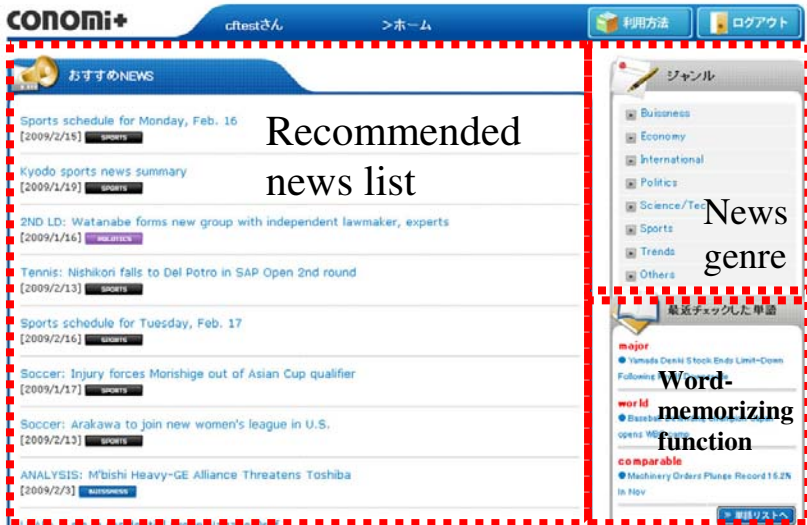 conomi+
cftestさん
>ホーム
利用方法
ログアウト
おすすめNEWS
Sports schedule for Monday, Feb. 16
[2009/2/15] SPORTS
Kyodo sports news summary
[2009/1/19] SPORTS
2ND LD: Watanabe forms new group with independent lawmaker, experts
[2009/1/16] POLITICS
Tennis: Nishikori falls to Del Potro in SAP Open 2nd round
[2009/2/13] SPORTS
Sports schedule for Tuesday, Feb. 17
[2009/2/16] SPORTS
Soccer: Injury forces Morishige out of Asian Cup qualifier
[2009/1/17] SPORTS
Soccer: Arakawa to join new women's league in U.S.
[2009/2/13] SPORTS
ANALYSIS: M'bishi Heavy-GE Alliance Threatens Toshiba
[2009/2/3] BUISSNESS
Recommended
news list
ジャンル
Buissness
Economy
International
Politics
Science/Tec
Sports
Trends
Others
News
genre
最近チェックした単語
major
Yamada Denki Stock Ends Limit-Down
Following
world
Baseball
opens WBC camp
comparable
Machinery Orders Plunge Record 16.2%
In Nov
単語リストへ
Word-
memorizing
function